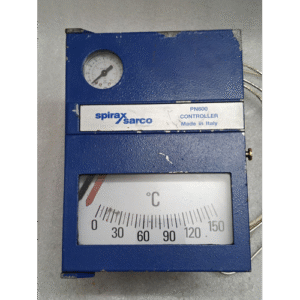 spirax
sarco
PN600
CONTROLLER
Made in Italy
°C
0 30 60 90 120 150